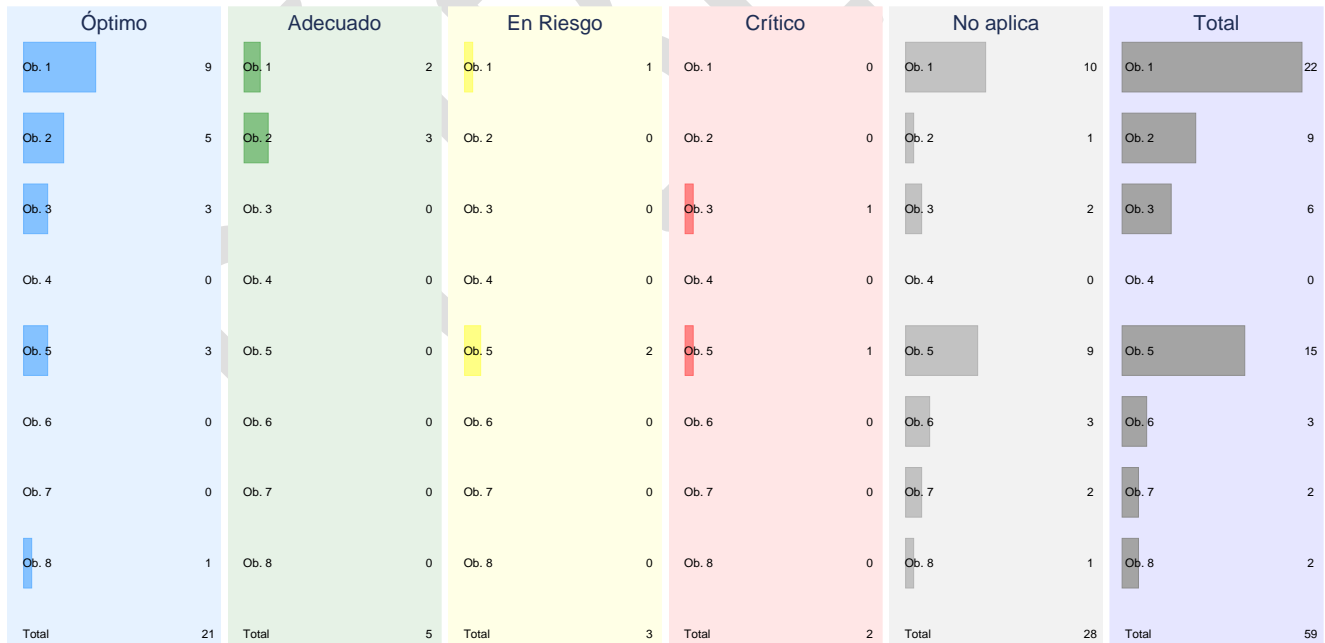 Óptimo Adecuado En Riesgo Crítico No aplica Total
Ob. 1 9 Ob. 1 2 Ob. 1 1 Ob. 1 0 Ob. 1 10 Ob. 1 22
Ob. 2 5 Ob. 2 3 Ob. 2 0 Ob. 2 0 Ob. 2 1 Ob. 2 9
Ob. 3 3 Ob. 3 0 Ob. 3 0 Ob. 3 1 Ob. 3 2 Ob. 3 6
Ob. 4 0 Ob. 4 0 Ob. 4 0 Ob. 4 0 Ob. 4 0 Ob. 4 0
Ob. 5 3 Ob. 5 0 Ob. 5 2 Ob. 5 1 Ob. 5 9 Ob. 5 15
Ob. 6 0 Ob. 6 0 Ob. 6 0 Ob. 6 0 Ob. 6 3 Ob. 6 3
Ob. 7 0 Ob. 7 0 Ob. 7 0 Ob. 7 0 Ob. 7 2 Ob. 7 2
Ob. 8 1 Ob. 8 0 Ob. 8 0 Ob. 8 0 Ob. 8 1 Ob. 8 2
Total 21 Total 5 Total 3 Total 2 Total 28 Total 59